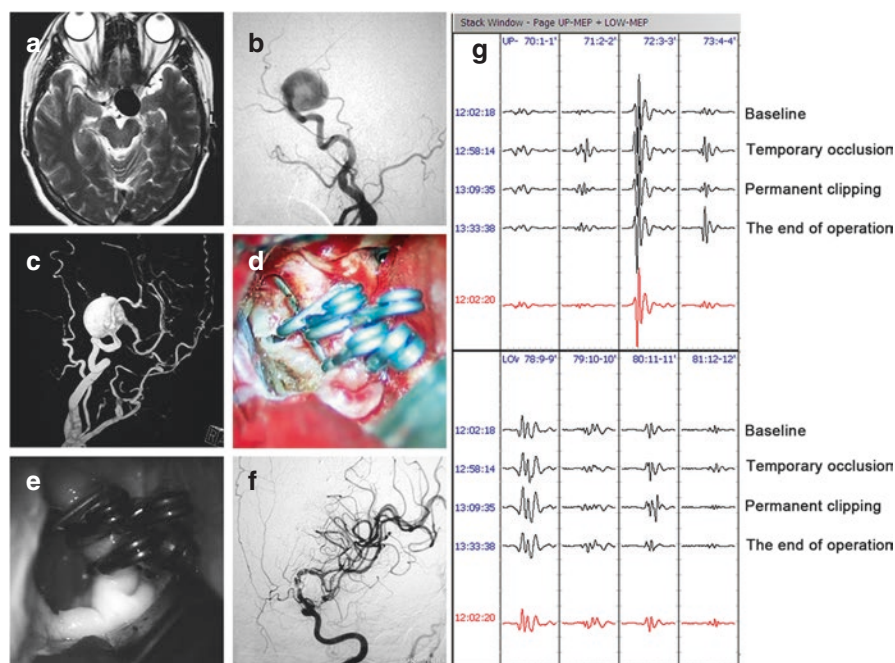 a
b
c
d
e
f
g
Stack Window - Page UP-MEP + LOW-MEP
UP- 70:1-1' 71:2-2' 72:3-3' 73:4-4'
12:02:18 Baseline
12:58:14 Temporary occlusion
13:09:35 Permanent clipping
13:33:38 The end of operation
12:02:20
LOW 78:9-9' 79:10-10' 80:11-11' 81:12-12'
12:02:18 Baseline
12:58:14 Temporary occlusion
13:09:35 Permanent clipping
13:33:38 The end of operation
12:02:20